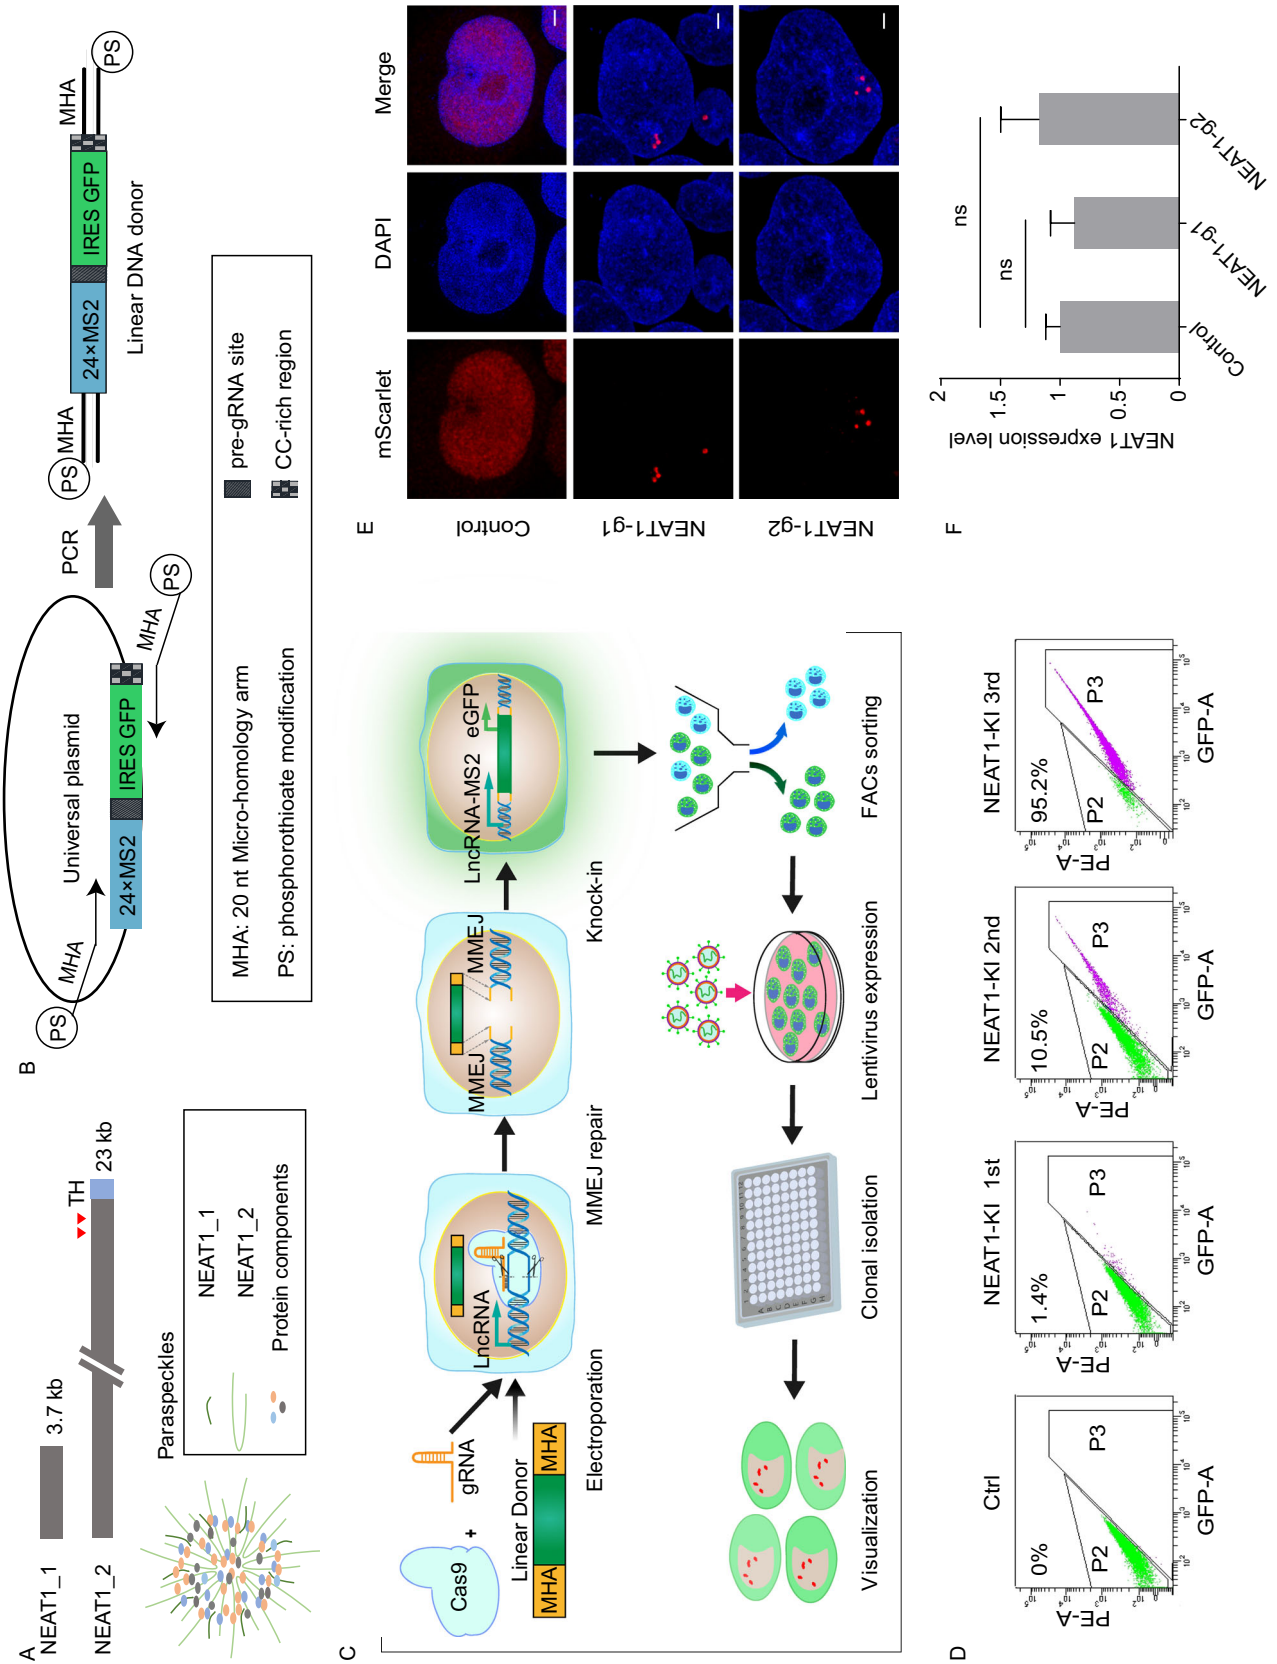 A
NEAT1_1
3.7 kb
NEAT1_2
TH
23 kb
Paraspeckles
NEAT1_1
NEAT1_2
Protein components
B
PS
MHA
Universal plasmid
24×MS2
IRES GFP
MHA
PS
PCR
PS
MHA
24×MS2
IRES GFP
MHA
PS
Linear DNA donor
MHA: 20 nt Micro-homology arm
pre-gRNA site
PS: phosphorothioate modification
CC-rich region
C
Cas9
+
gRNA
Linear Donor
MHA
MHA
Electroporation
LncRNA
MMEJ repair
MMEJ
MMEJ
Knock-in
LncRNA-MS2
eGFP
FACs sorting
Lentivirus expression
Clonal isolation
Visualization
D
Ctrl
0%
P2
P3
PE-A
GFP-A
NEAT1-KI 1st
1.4%
P2
P3
PE-A
GFP-A
NEAT1-KI 2nd
10.5%
P2
P3
PE-A
GFP-A
NEAT1-KI 3rd
95.2%
P2
P3
PE-A
GFP-A
E
mScarlet
DAPI
Merge
Control
NEAT1-g1
NEAT1-g2
F
NEAT1 expression level
2
1.5
1
0.5
0
ns
ns
Control
NEAT1-g1
NEAT1-g2